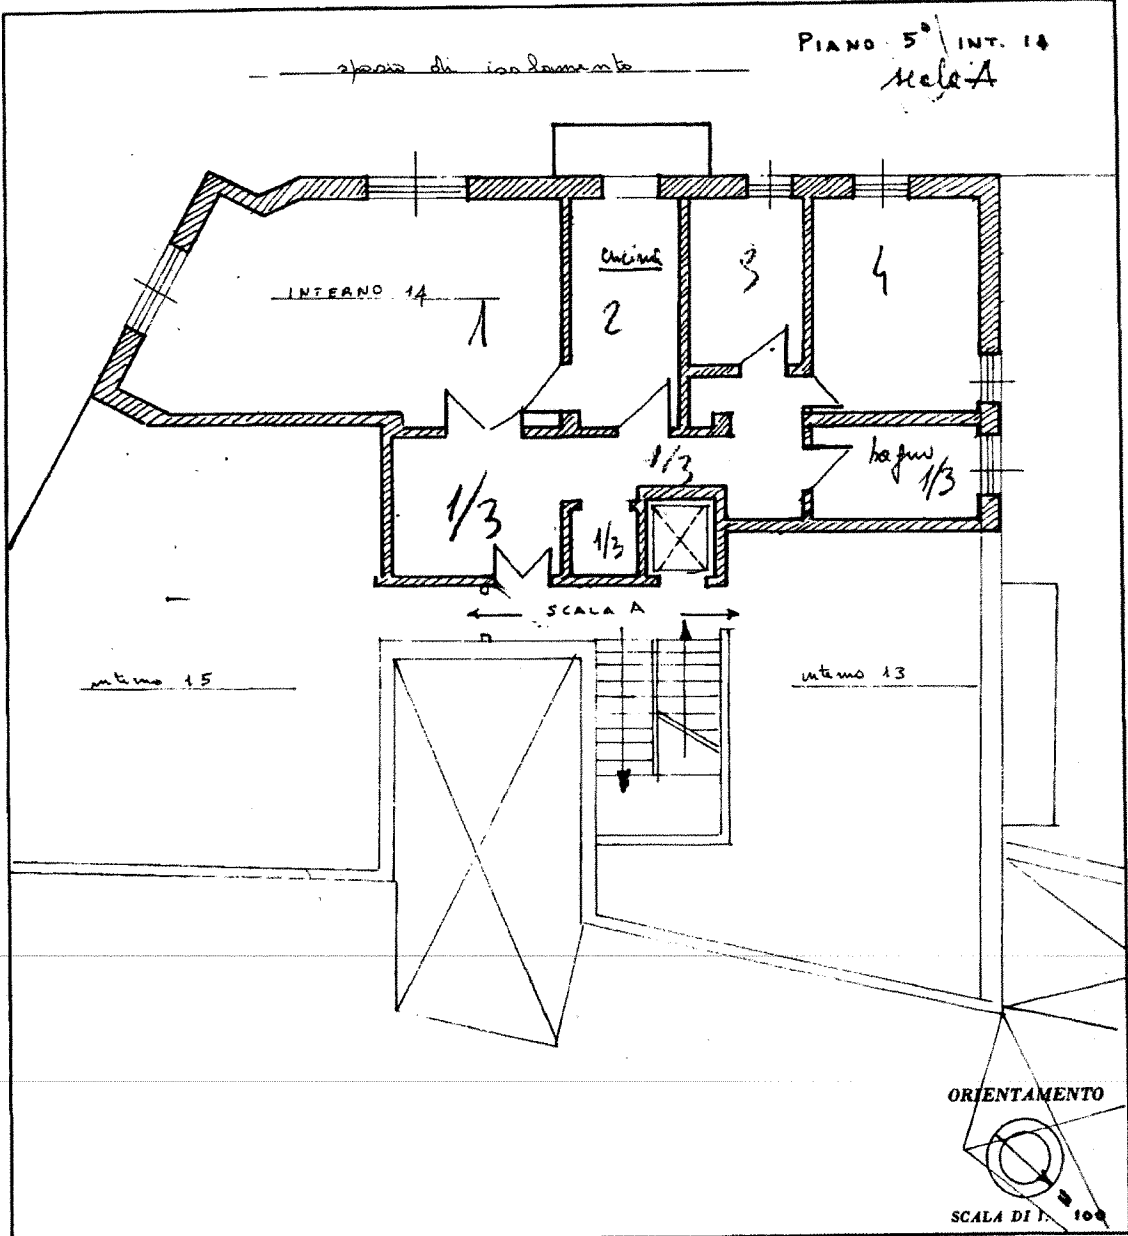 PIANO 5° INT. 14
scala A
spazio di isolamento
cucina
INTERNO 14
1
2
3
4
bagno
1/3
1/3
1/3
1/3
SCALA A
interno 15
interno 13
ORIENTAMENTO
N
SCALA DI 1: 100